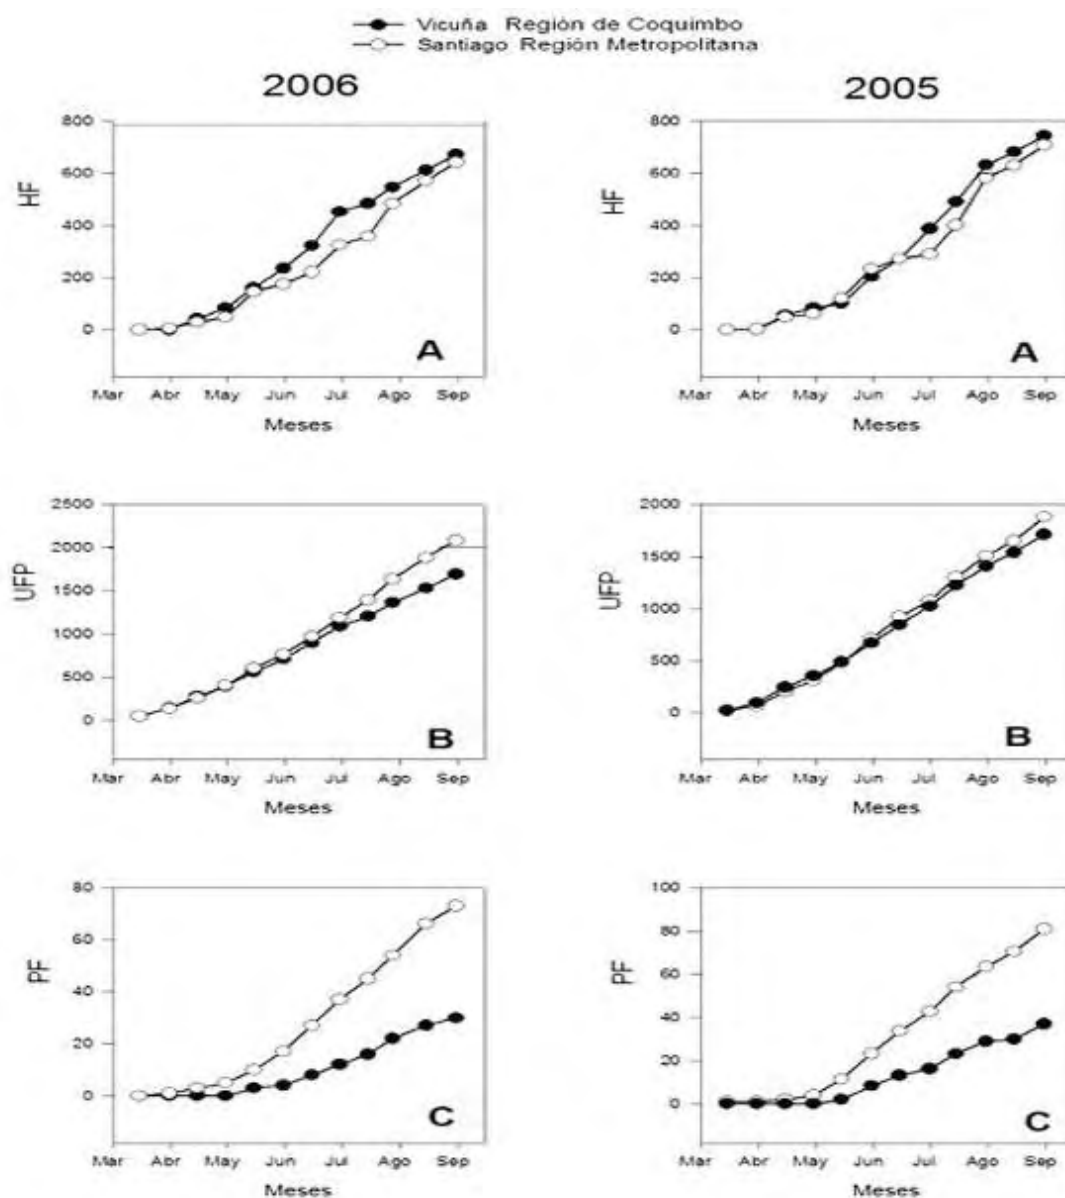 Vicuña Región de Coquimbo
Santiago Región Metropolitana
2006
2005
800
600
400
200
0
HF
A
Mar Abr May Jun Jul Ago Sep
Meses
800
600
400
200
0
HF
A
Mar Abr May Jun Jul Ago Sep
Meses
2500
2000
1500
1000
500
0
UFP
B
Mar Abr May Jun Jul Ago Sep
Meses
2000
1500
1000
500
0
UFP
B
Mar Abr May Jun Jul Ago Sep
Meses
80
60
40
20
0
PF
C
Mar Abr May Jun Jul Ago Sep
Meses
100
80
60
40
20
0
PF
C
Mar Abr May Jun Jul Ago Sep
Meses